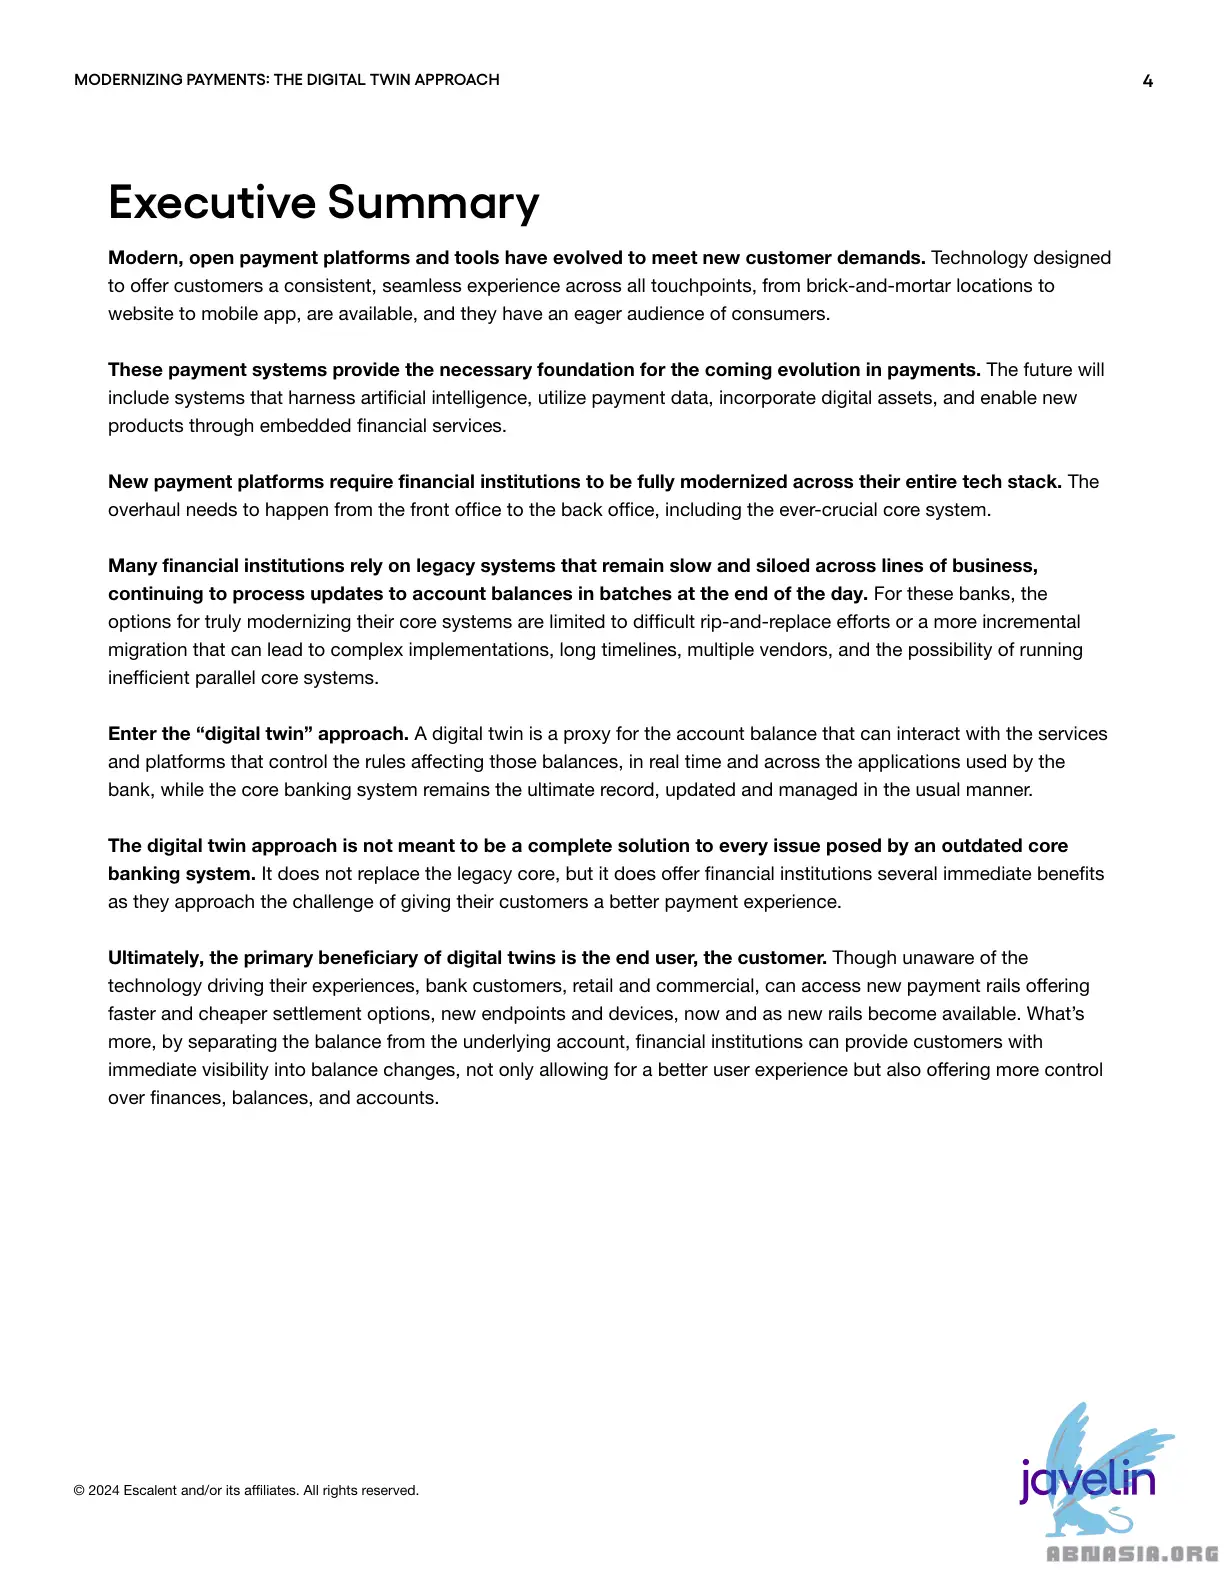 MODERNIZING PAYMENTS: THE DIGITAL TWIN APPROACH
4
Executive Summary
Modern, open payment platforms and tools have evolved to meet new customer demands. Technology designed
to offer customers a consistent, seamless experience across all touchpoints, from brick-and-mortar locations to
website to mobile app, are available, and they have an eager audience of consumers.
These payment systems provide the necessary foundation for the coming evolution in payments. The future will
include systems that harness artificial intelligence, utilize payment data, incorporate digital assets, and enable new
products through embedded financial services.
New payment platforms require financial institutions to be fully modernized across their entire tech stack. The
overhaul needs to happen from the front office to the back office, including the ever-crucial core system.
Many financial institutions rely on legacy systems that remain slow and siloed across lines of business,
continuing to process updates to account balances in batches at the end of the day. For these banks, the
options for truly modernizing their core systems are limited to difficult rip-and-replace efforts or a more incremental
migration that can lead to complex implementations, long timelines, multiple vendors, and the possibility of running
inefficient parallel core systems.
Enter the “digital twin” approach. A digital twin is a proxy for the account balance that can interact with the services
and platforms that control the rules affecting those balances, in real time and across the applications used by the
bank, while the core banking system remains the ultimate record, updated and managed in the usual manner.
The digital twin approach is not meant to be a complete solution to every issue posed by an outdated core
banking system. It does not replace the legacy core, but it does offer financial institutions several immediate benefits
as they approach the challenge of giving their customers a better payment experience.
Ultimately, the primary beneficiary of digital twins is the end user, the customer. Though unaware of the
technology driving their experiences, bank customers, retail and commercial, can access new payment rails offering
faster and cheaper settlement options, new endpoints and devices, now and as new rails become available. What’s
more, by separating the balance from the underlying account, financial institutions can provide customers with
immediate visibility into balance changes, not only allowing for a better user experience but also offering more control
over finances, balances, and accounts.
© 2024 Escalent and/or its affiliates. All rights reserved.
javelin
ABNASIA.ORG